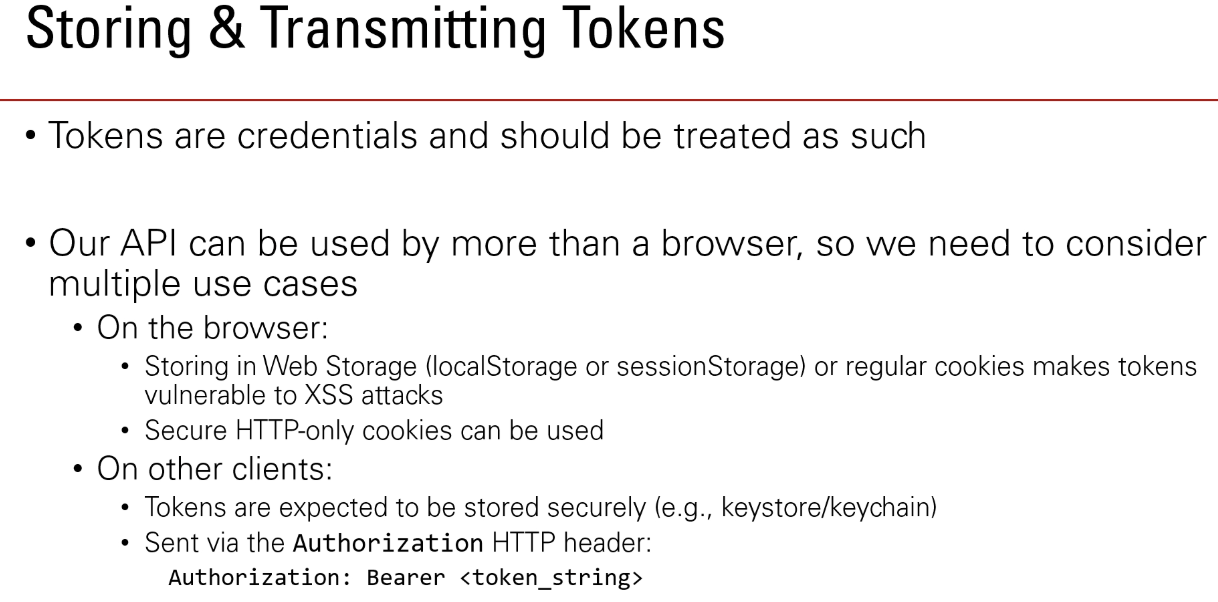 Storing & Transmitting Tokens
• Tokens are credentials and should be treated as such
• Our API can be used by more than a browser, so we need to consider
multiple use cases
• On the browser:
• Storing in Web Storage (localStorage or sessionStorage) or regular cookies makes tokens
vulnerable to XSS attacks
• Secure HTTP-only cookies can be used
• On other clients:
• Tokens are expected to be stored securely (e.g., keystore/keychain)
• Sent via the Authorization HTTP header:
Authorization: Bearer <token_string>